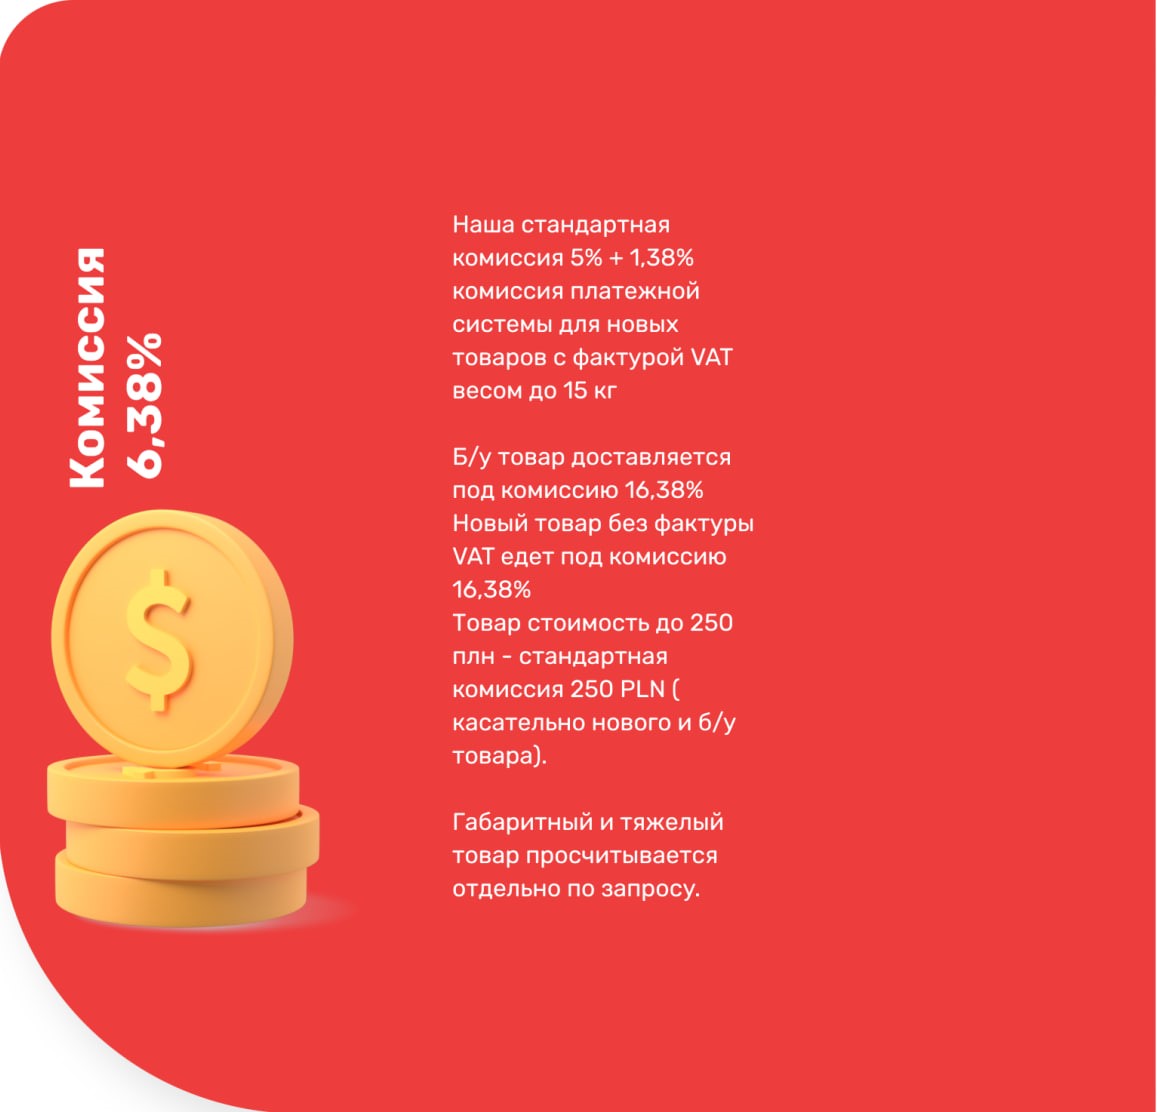 Комиссия
6,38%
Наша стандартная
комиссия 5% + 1,38%
комиссия платежной
системы для новых
товаров с фактурой VAT
весом до 15 кг
Б/у товар доставляется
под комиссию 16,38%
Новый товар без фактуры
VAT едет под комиссию
16,38%
Товар стоимость до 250
плн - стандартная
комиссия 250 PLN (
касательно нового и б/у
товара).
Габаритный и тяжелый
товар просчитывается
отдельно по запросу.
$